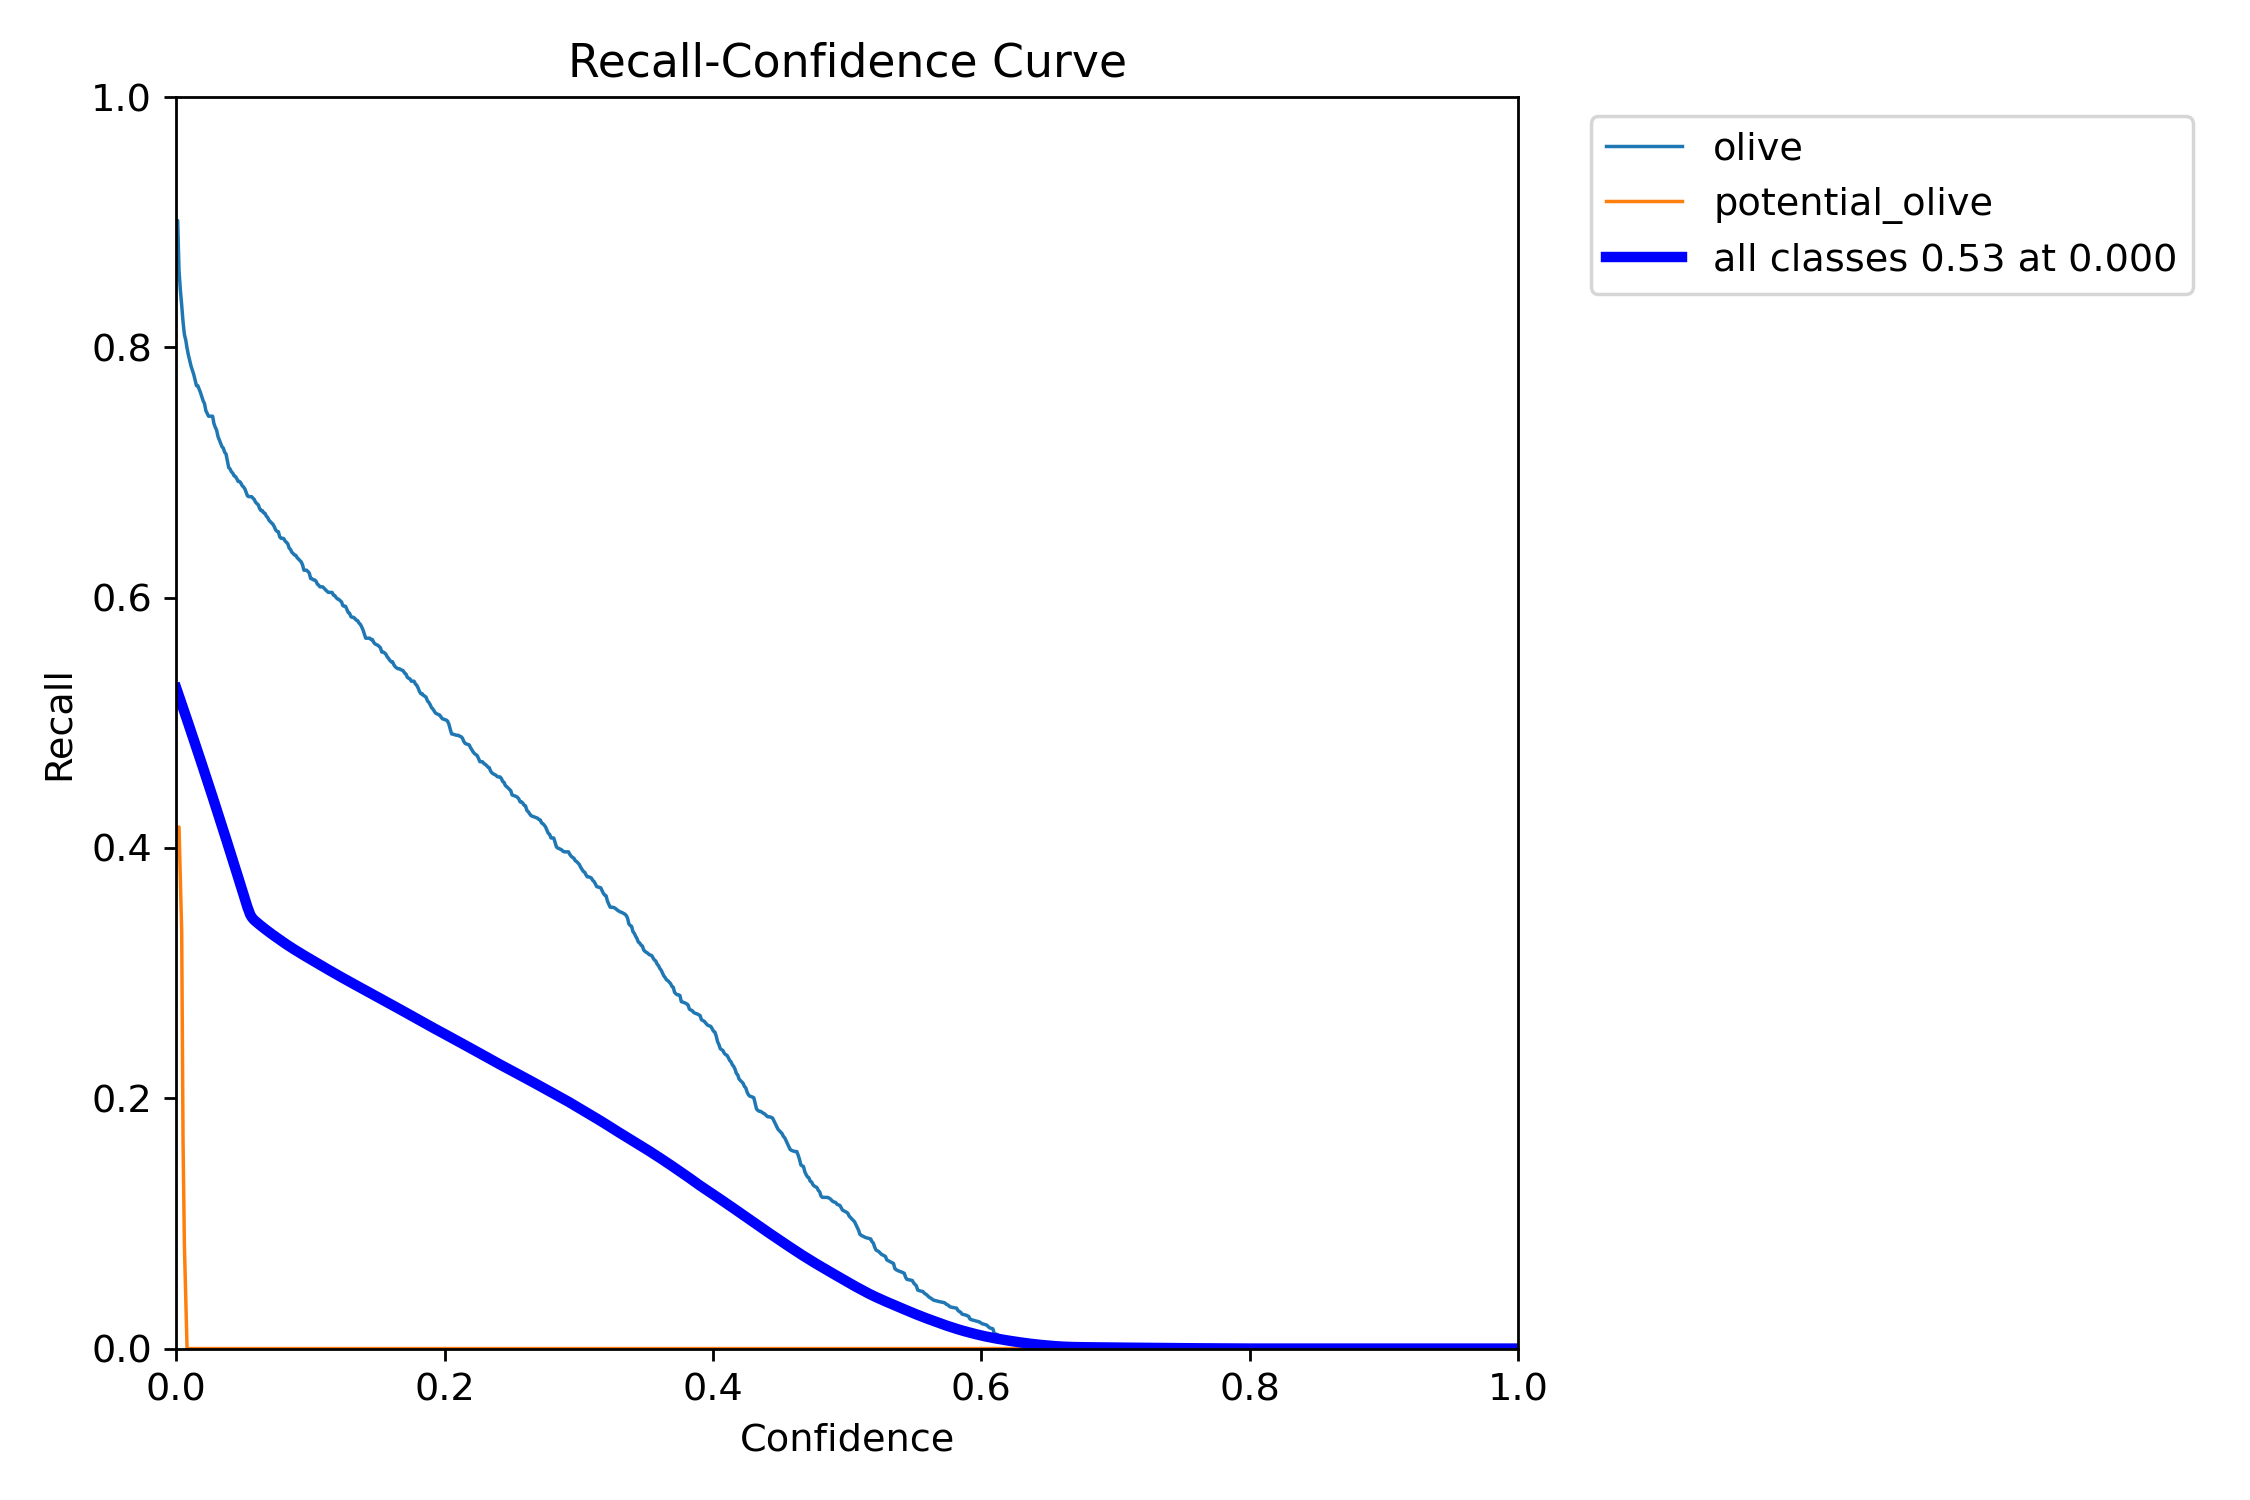 Recall-Confidence Curve
1.0
0.8
0.6
0.4
0.2
0.0
Recall
0.0 0.2 0.4 0.6 0.8 1.0
Confidence
olive
potential_olive
all classes 0.53 at 0.000